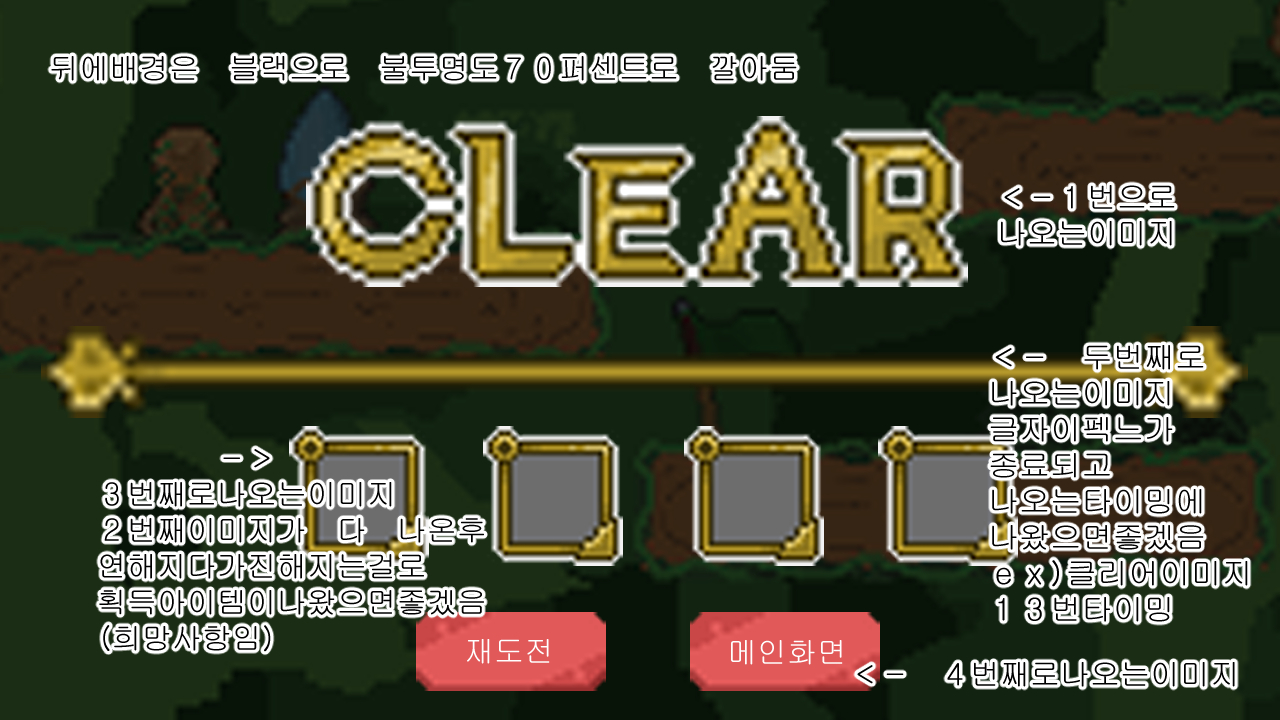 뒤에배경은 블랙으로 불투명도７０퍼센트로 깔아둠
CLEAR
<-１번으로
나오는이미지
<- 두번째로
나오는이미지
글자이펙느가
종료되고
나오는타이밍에
나왔으면좋겠음
ｅｘ)클리어이미지
１３번타이밍
->
３번째로나오는이미지
２번째이미지가 다 나온후
연해지다가진해지는걸로
획득아이템이나왔으면좋겠음
(희망사항임)
재도전
메인화면
<- ４번째로나오는이미지